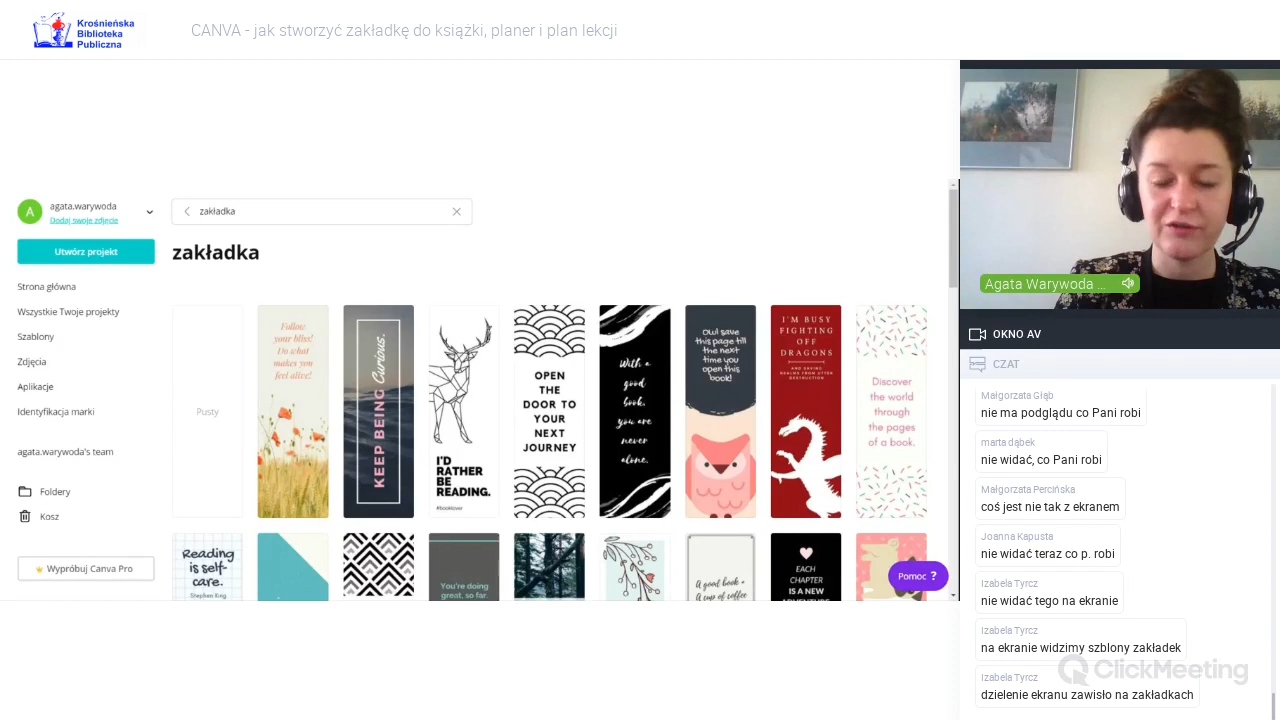 Krośnieńska
Biblioteka
Publiczna
CANVA - jak stworzyć zakładkę do książki, planer i plan lekcji
A
agata.warywoda
Dodaj swoje zdjęcie
Utwórz projekt
Strona główna
Wszystkie Twoje projekty
Szablony
Zdjęcia
Aplikacje
Identyfikacja marki
agata.warywoda's team
Foldery
Kosz
Wypróbuj Canva Pro
zakładka
zakładka
Pusty
Follow
your bliss!
Do what
makes you
feel alive!
KEEP BEING Curious.
I'D
RATHER
BE
READING.
#booklover
OPEN
THE
DOOR TO
YOUR
NEXT
JOURNEY
With a
good
book,
you are
never
alone.
Owl save
this page till
the next
time you
open this
book!
I'M BUSY
FIGHTING
OFF
DRAGONS
AND SAVING
REALMS FROM UTTER
DESTRUCTION
Discover
the world
through
the pages
of a book.
Reading
is self-
care.
Stephen King
You're doing
great, so far.
A good book +
A cup of coffee
EACH
CHAPTER
IS A NEW
ADVENTURE
Pomoc ?
Agata Warywoda ...
OKNO AV
CZAT
Małgorzata Głąb
nie ma podglądu co Pani robi
marta dąbek
nie widać, co Pani robi
Małgorzata Percińska
coś jest nie tak z ekranem
Joanna Kapusta
nie widać teraz co p. robi
Izabela Tyrcz
nie widać tego na ekranie
Izabela Tyrcz
na ekranie widzimy szblony zakładek
Izabela Tyrcz
dzielenie ekranu zawisło na zakładkach
ClickMeeting